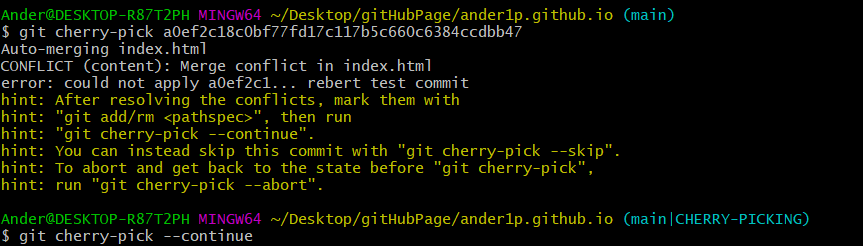 Ander@DESKTOP-R87T2PH MINGW64 ~/Desktop/gitHubPage/ander1p.github.io (main)
$ git cherry-pick a0ef2c18c0bf77fd17c117b5c660c6384ccdbb47
Auto-merging index.html
CONFLICT (content): Merge conflict in index.html
error: could not apply a0ef2c1... rebert test commit
hint: After resolving the conflicts, mark them with
hint: "git add/rm <pathspec>", then run
hint: "git cherry-pick --continue".
hint: You can instead skip this commit with "git cherry-pick --skip".
hint: To abort and get back to the state before "git cherry-pick",
hint: run "git cherry-pick --abort".
Ander@DESKTOP-R87T2PH MINGW64 ~/Desktop/gitHubPage/ander1p.github.io (main|CHERRY-PICKING)
$ git cherry-pick --continue